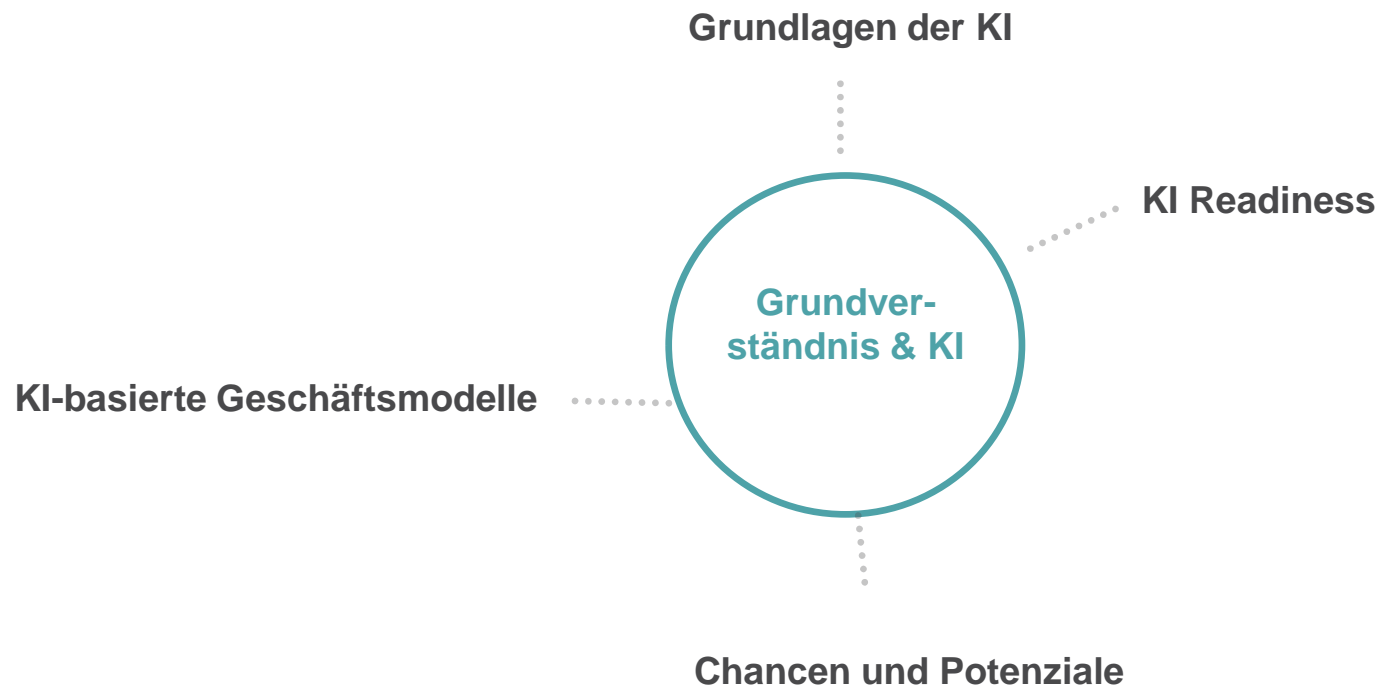 Grundlagen der KI
KI Readiness
Grundver-
ständnis & KI
KI-basierte Geschäftsmodelle
Chancen und Potenziale